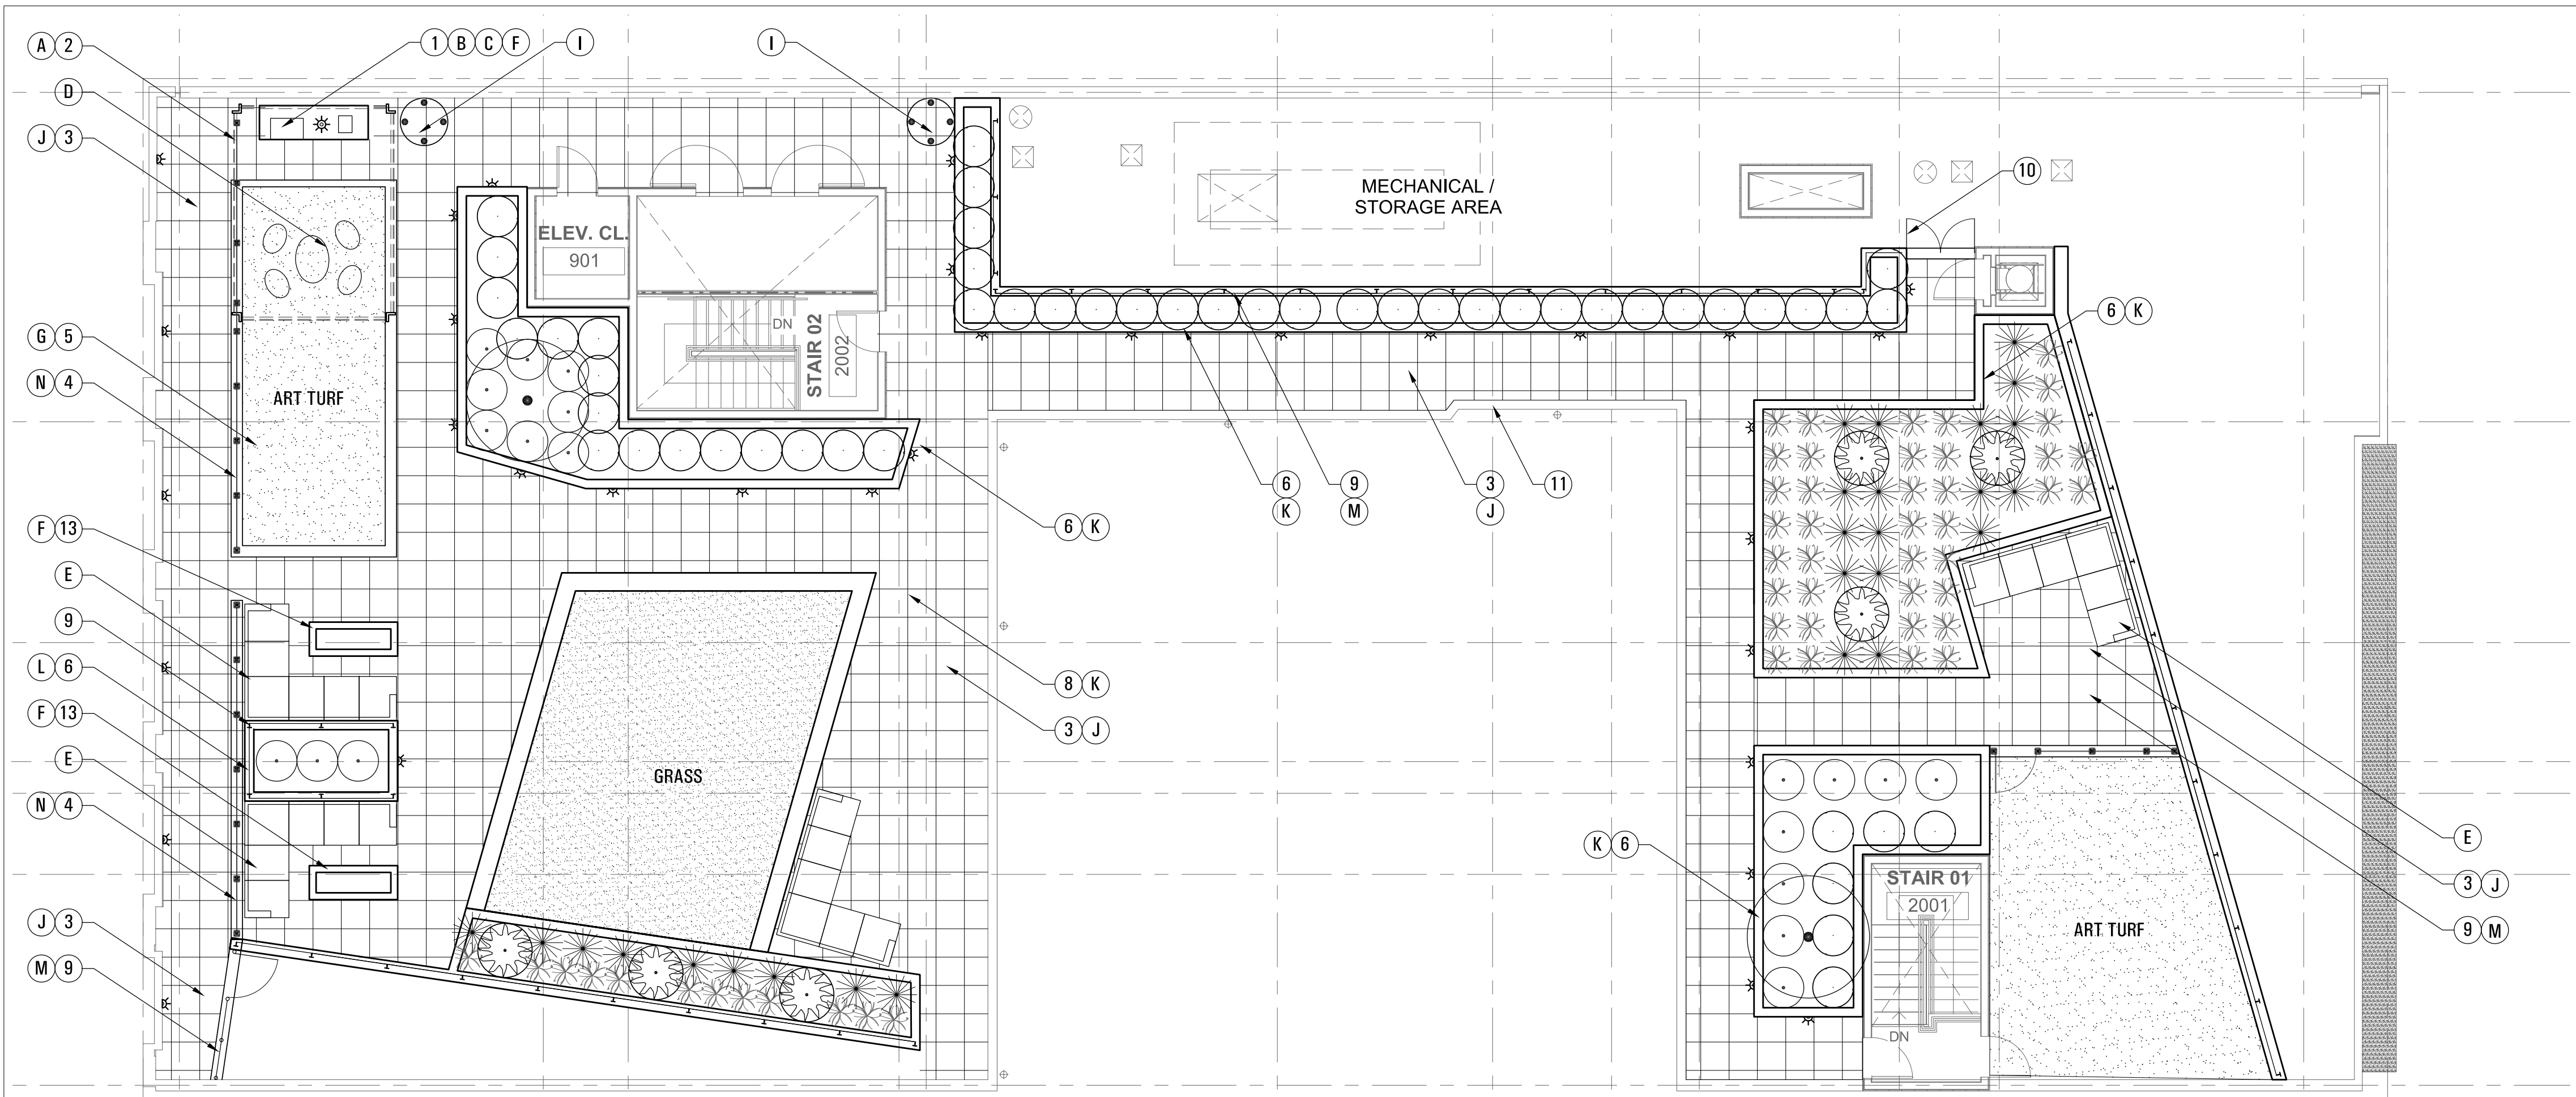 A 2
1 B C F
I
I
D
J 3
10
MECHANICAL /
STORAGE AREA
ELEV. CL.
901
DN
STAIR 02
2002
6 K
G 5
N 4
ART TURF
6
K
9
M
3
J
11
6 K
F 13
E
9
L 6
F 13
E
N 4
8 K
3 J
GRASS
K 6
E
3 J
9 M
STAIR 01
2001
ART TURF
DN
J 3
M 9